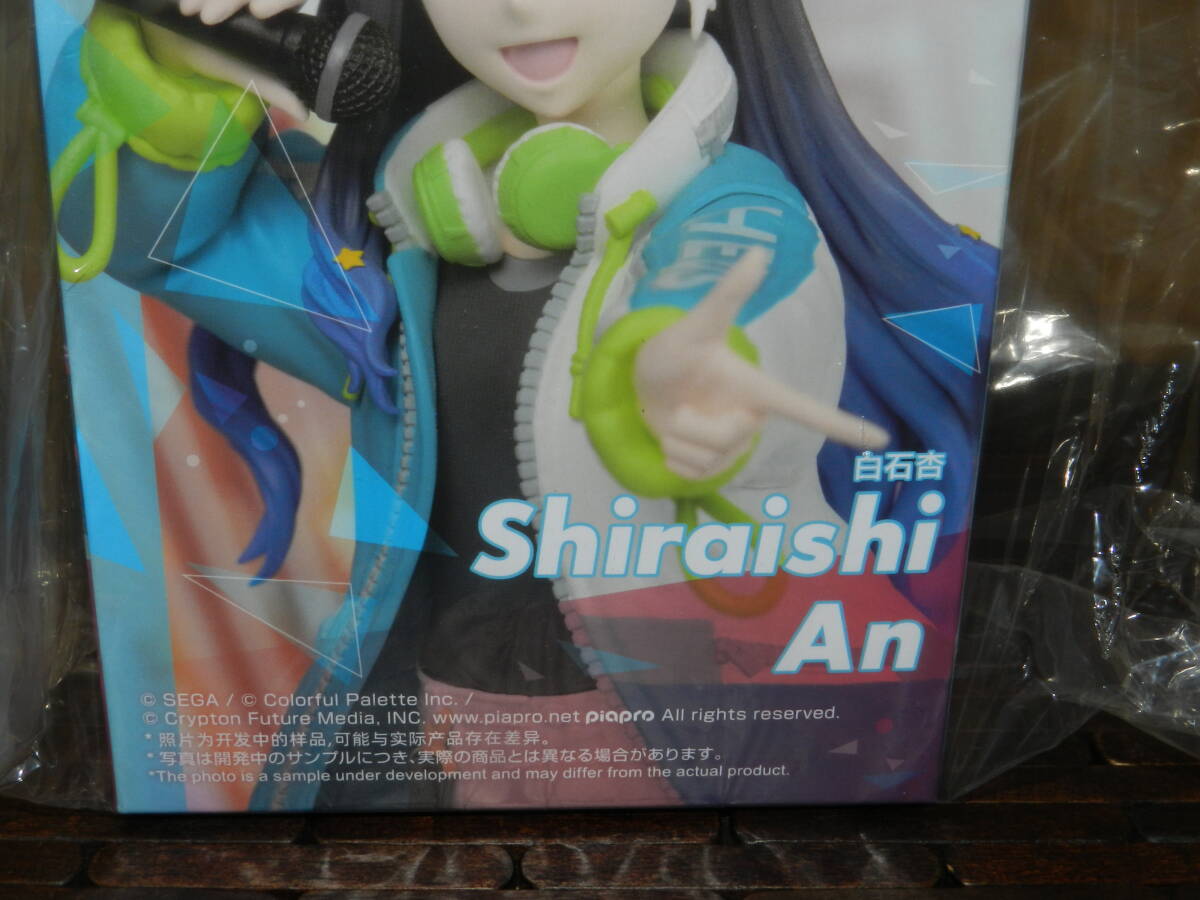 白石杏
Shiraishi
An
© SEGA / © Colorful Palette Inc. /
© Crypton Future Media, INC. www.piapro.net piapro All rights reserved.
* 照片为开发中的样品,可能与实际产品存在差异。
*写真は開発中のサンプルにつき、実際の商品とは異なる場合があります。
*The photo is a sample under development and may differ from the actual product.